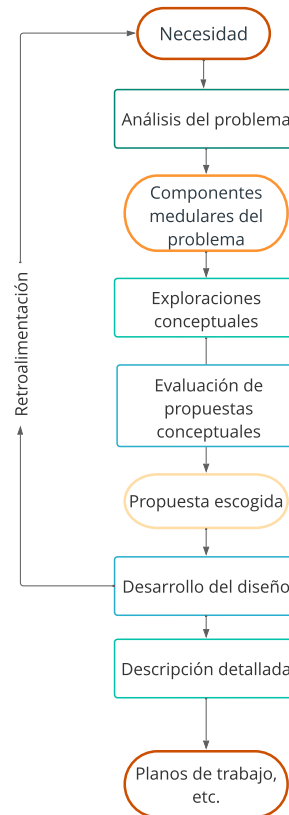 Necesidad
Análisis del problema
Componentes
medulares del
problema
Exploraciones
conceptuales
Evaluación de
propuestas
conceptuales
Propuesta escogida
Desarrollo del diseño
Descripción detallada
Planos de trabajo,
etc.
Retroalimentación